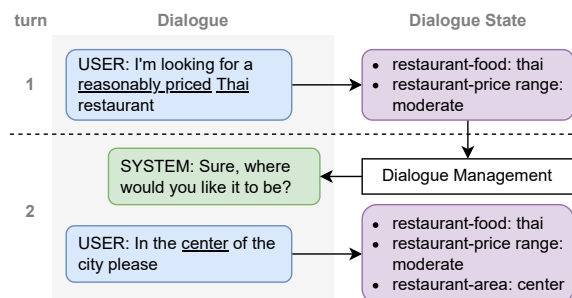 turn
Dialogue
Dialogue State
1
USER: I'm looking for a
reasonably priced Thai
restaurant
• restaurant-food: thai
• restaurant-price range:
moderate
SYSTEM: Sure, where
would you like it to be?
Dialogue Management
2
USER: In the center of the
city please
• restaurant-food: thai
• restaurant-price range:
moderate
• restaurant-area: center